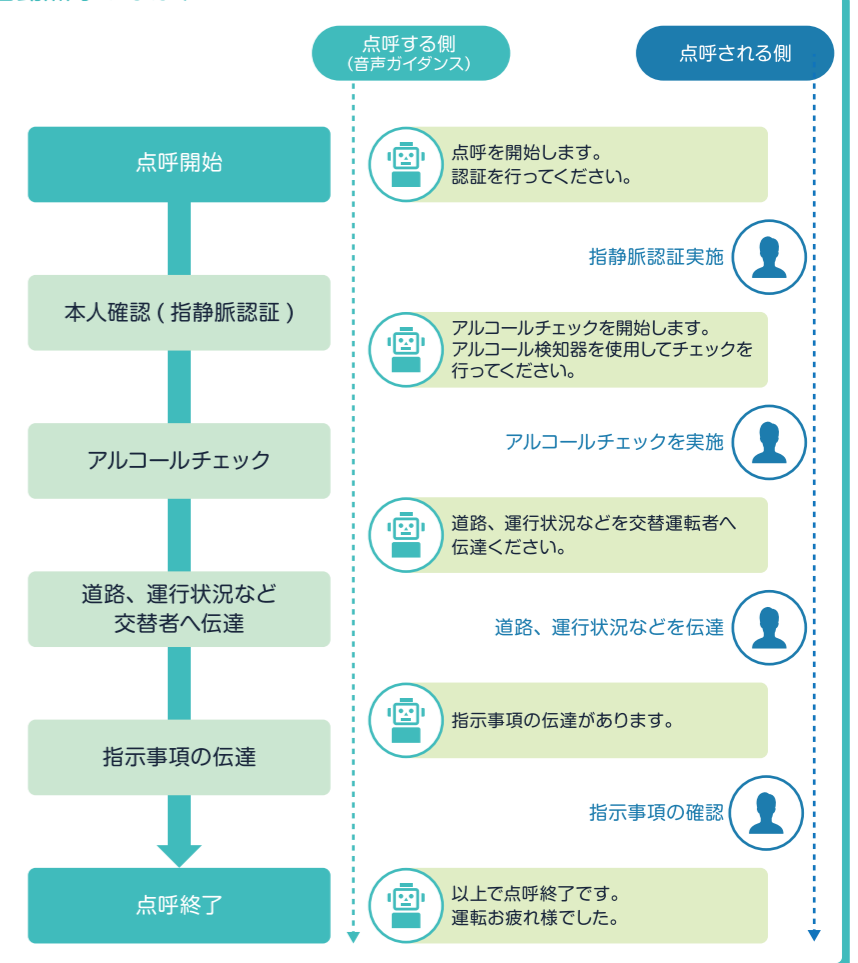 点呼する側
(音声ガイダンス)
点呼される側
点呼開始
点呼を開始します。
認証を行ってください。
指静脈認証実施
本人確認 ( 指静脈認証 )
アルコールチェックを開始します。
アルコール検知器を使用してチェックを
行ってください。
アルコールチェックを実施
アルコールチェック
道路、運行状況などを交替運転者へ
伝達ください。
道路、運行状況など
交替者へ伝達
道路、運行状況などを伝達
指示事項の伝達があります。
指示事項の伝達
指示事項の確認
点呼終了
以上で点呼終了です。
運転お疲れ様でした。